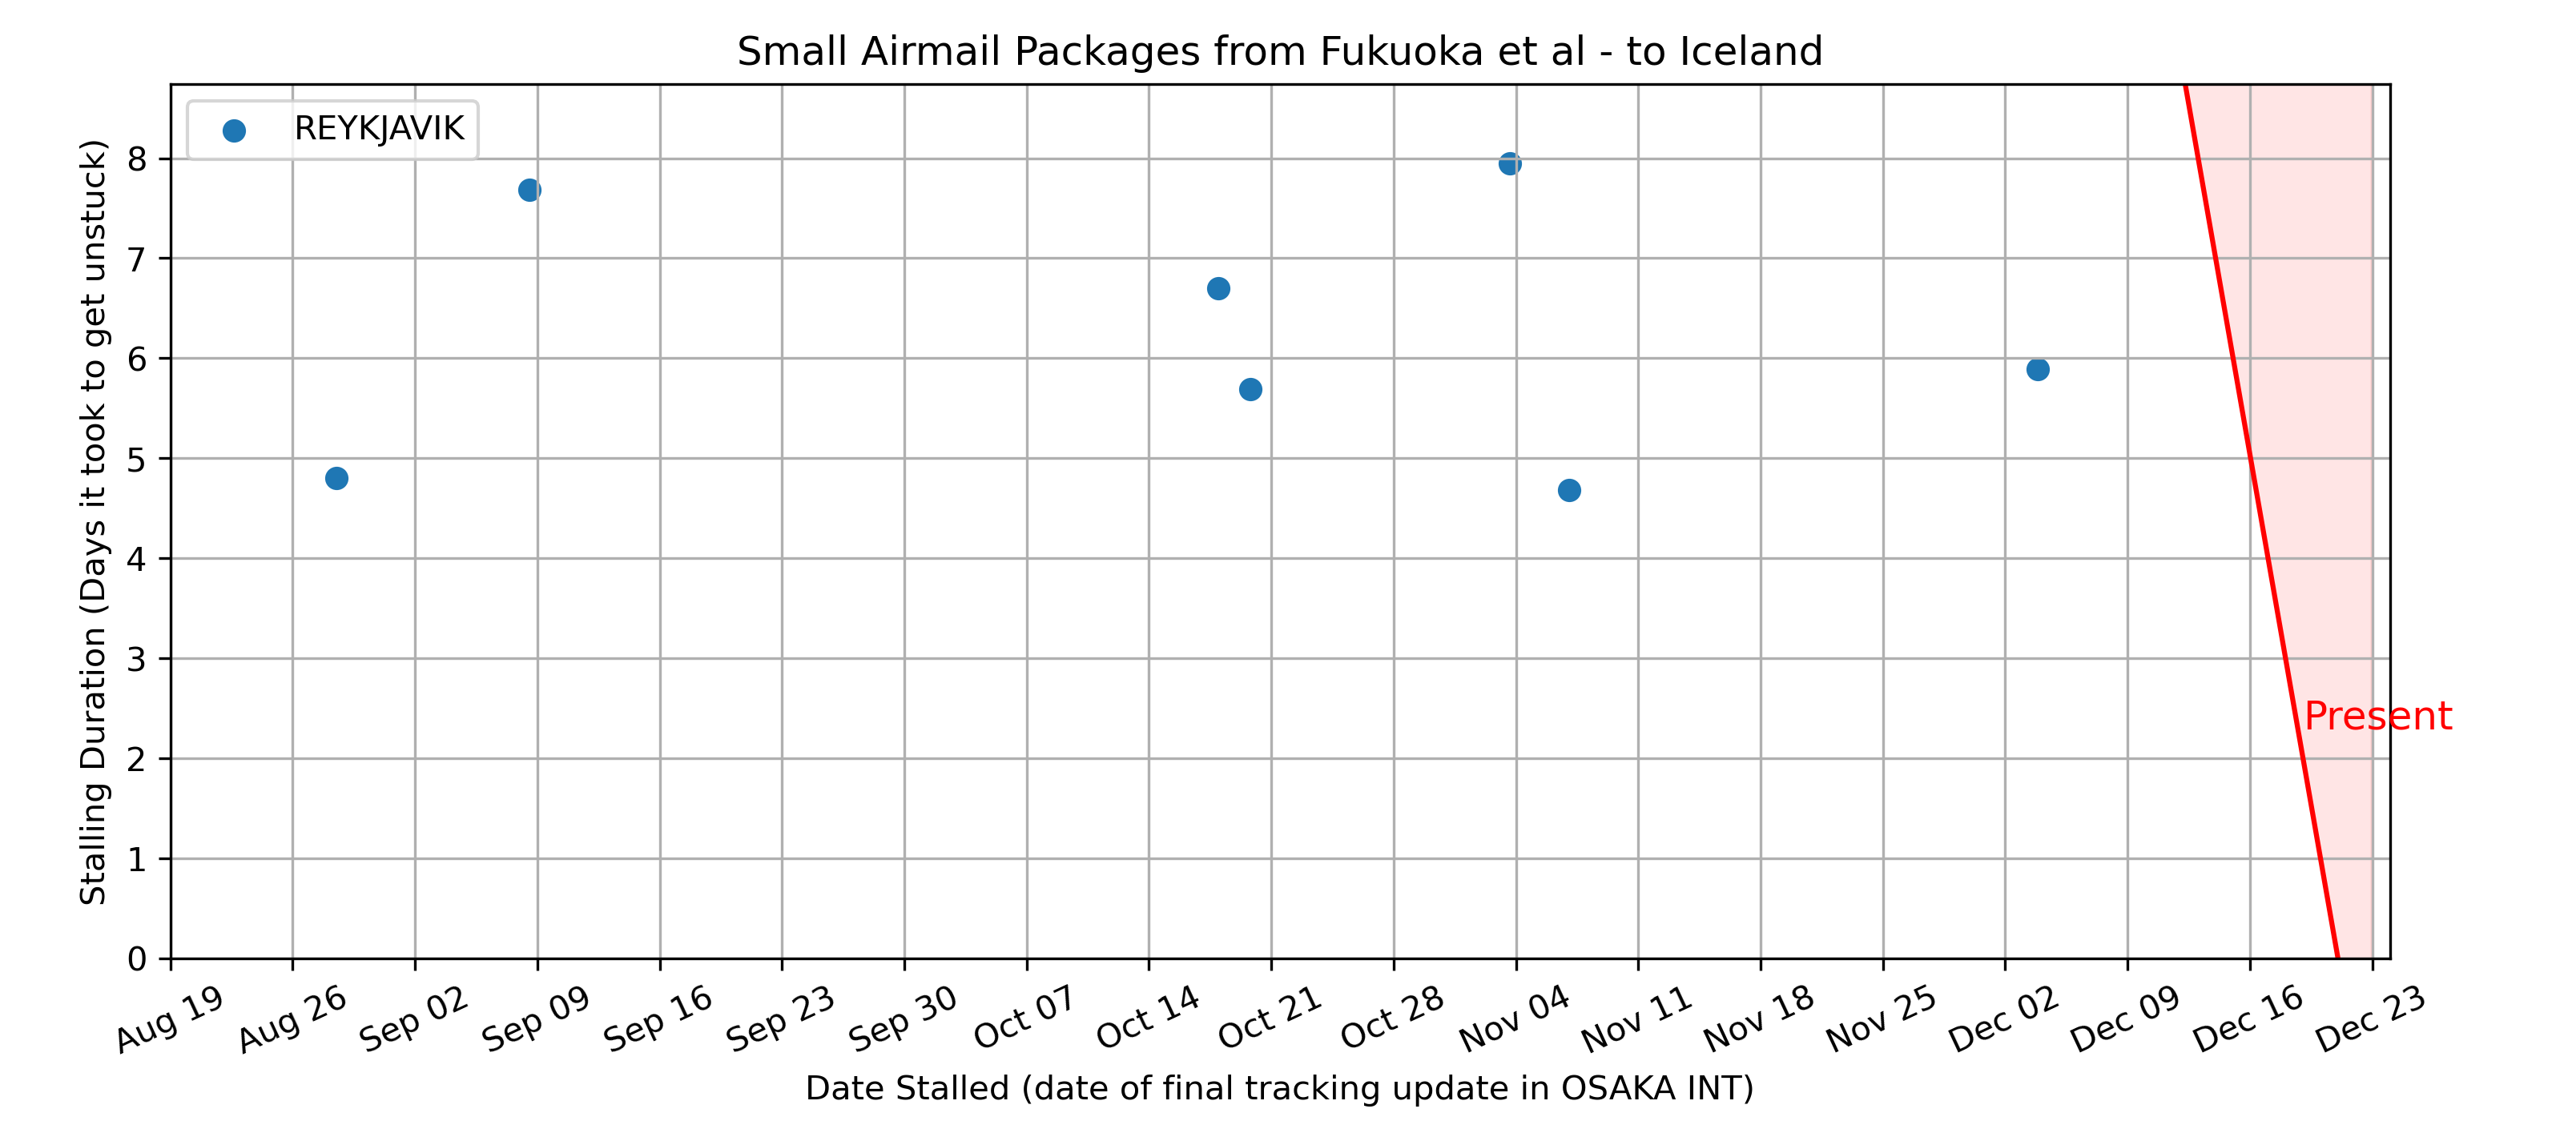 Small Airmail Packages from Fukuoka et al - to Iceland
REYKJAVIK
Stalling Duration (Days it took to get unstuck)
8
7
6
5
4
3
2
1
0
Present
Aug 19
Aug 26
Sep 02
Sep 09
Sep 16
Sep 23
Sep 30
Oct 07
Oct 14
Oct 21
Oct 28
Nov 04
Nov 11
Nov 18
Nov 25
Dec 02
Dec 09
Dec 16
Dec 23
Date Stalled (date of final tracking update in OSAKA INT)